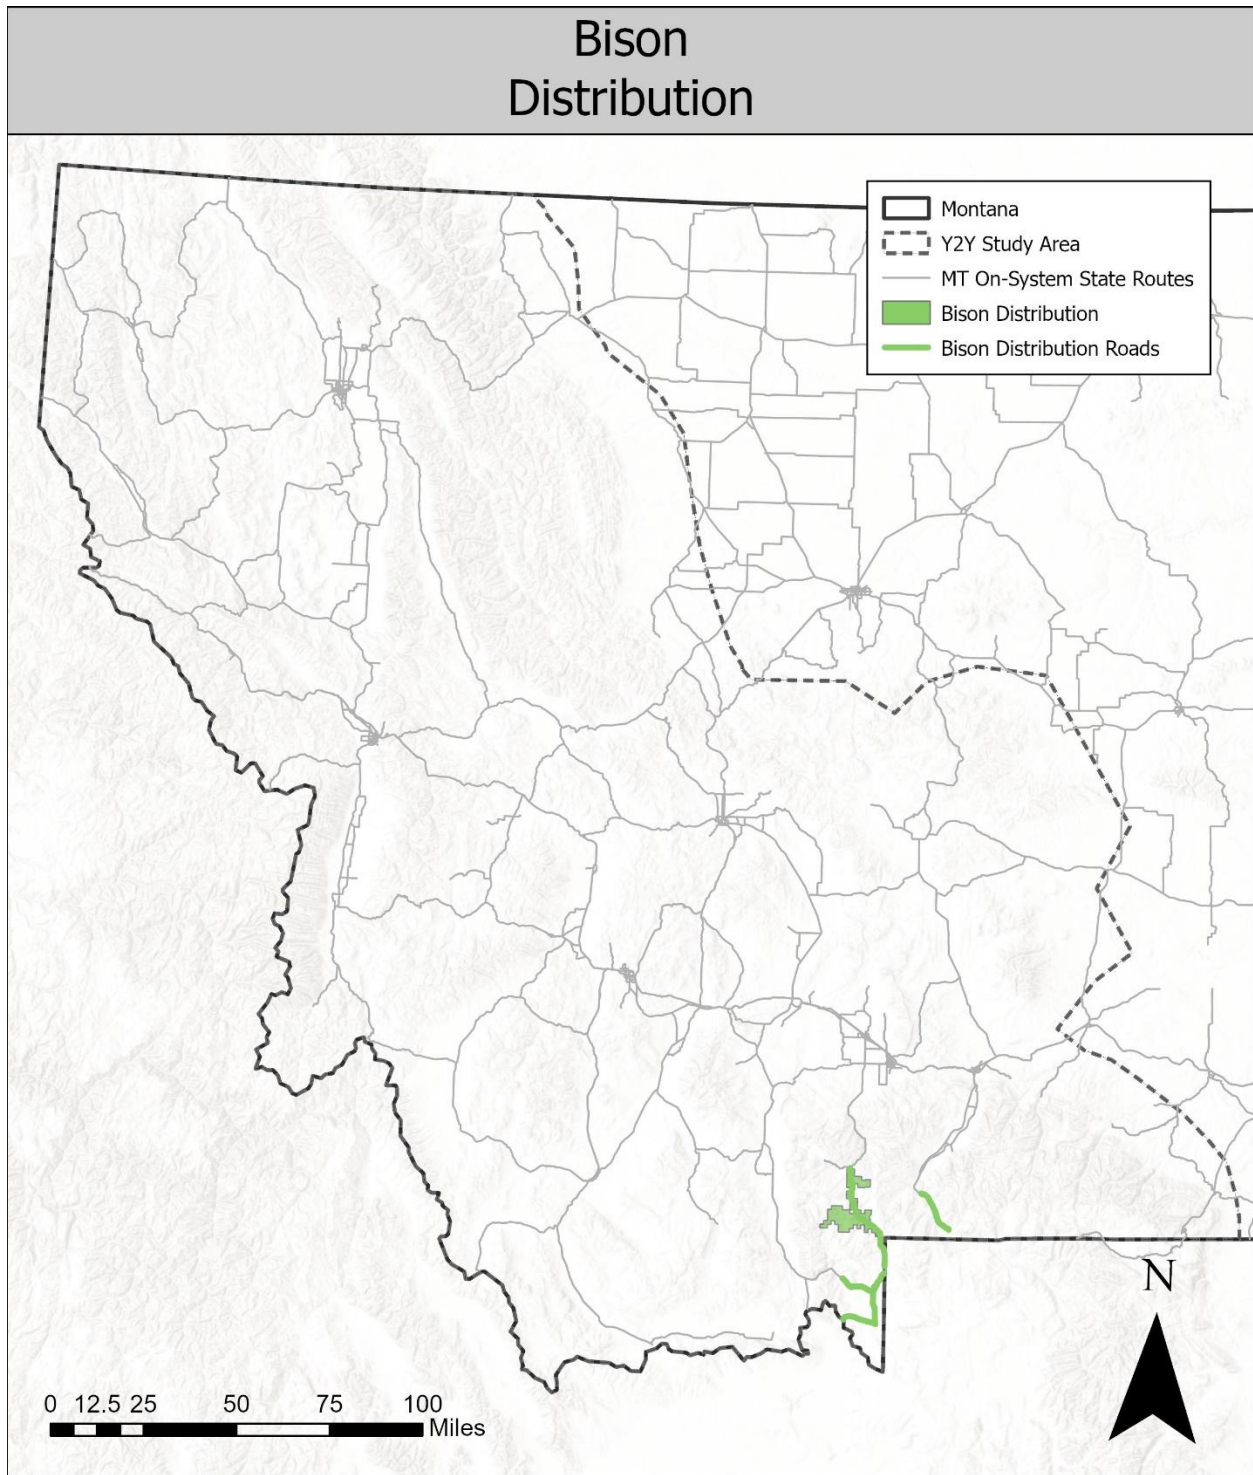 Bison
Distribution
Montana
Y2Y Study Area
MT On-System State Routes
Bison Distribution
Bison Distribution Roads
N
0 12.5 25 50 75 100
Miles